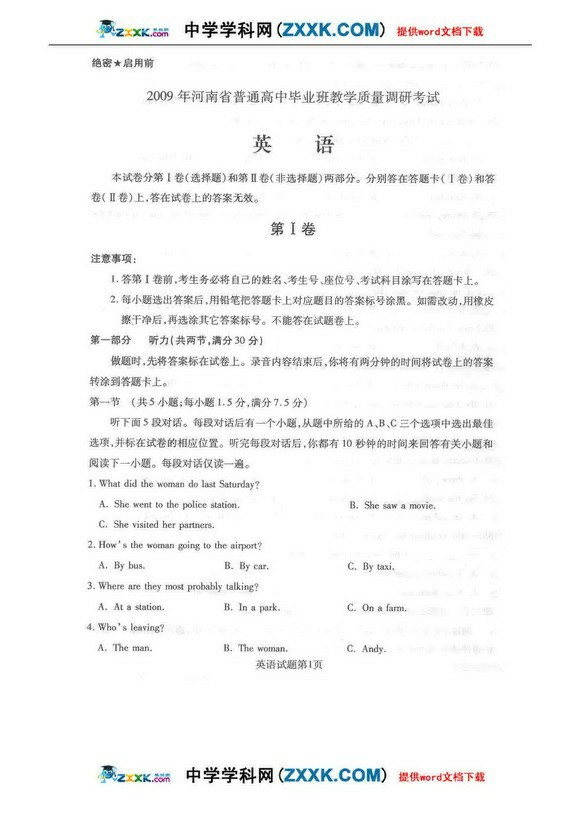 ZXXK.com 中学学科网(ZXXK.COM) 提供word文档下载
绝密★启用前
2009年河南省普通高中毕业班教学质量调研考试
英 语
本试卷分第Ⅰ卷(选择题)和第Ⅱ卷(非选择题)两部分。分别答在答题卡(Ⅰ卷)和答
卷(Ⅱ卷)上,答在试卷上的答案无效。
第Ⅰ卷
注意事项:
1.答第Ⅰ卷前,考生务必将自己的姓名、考生号、座位号、考试科目涂写在答题卡上。
2.每小题选出答案后,用铅笔把答题卡上对应题目的答案标号涂黑。如需改动,用橡皮
擦干净后,再选涂其它答案标号。不能答在试题卷上。
第一部分 听力(共两节,满分30分)
做题时,先将答案标在试卷上。录音内容结束后,你将有两分钟的时间将试卷上的答案
转涂到答题卡上。
第一节 (共5小题;每小题1.5分,满分7.5分)
听下面5段对话。每段对话后有一个小题,从题中所给的A、B、C三个选项中选出最佳
选项,并标在试卷的相应位置。听完每段对话后,你都有10秒钟的时间来回答有关小题和
阅读下一小题。每段对话仅读一遍。
1. What did the woman do last Saturday?
A. She went to the police station. B. She saw a movie.
C. She visited her partners.
2. How's the woman going to the airport?
A. By bus. B. By car. C. By taxi.
3. Where are they most probably talking?
A. At a station. B. In a park. C. On a farm.
4. Who's leaving?
A. The man. B. The woman. C. Andy.
英语试题第1页
ZXXK.com 中学学科网(ZXXK.COM) 提供word文档下载